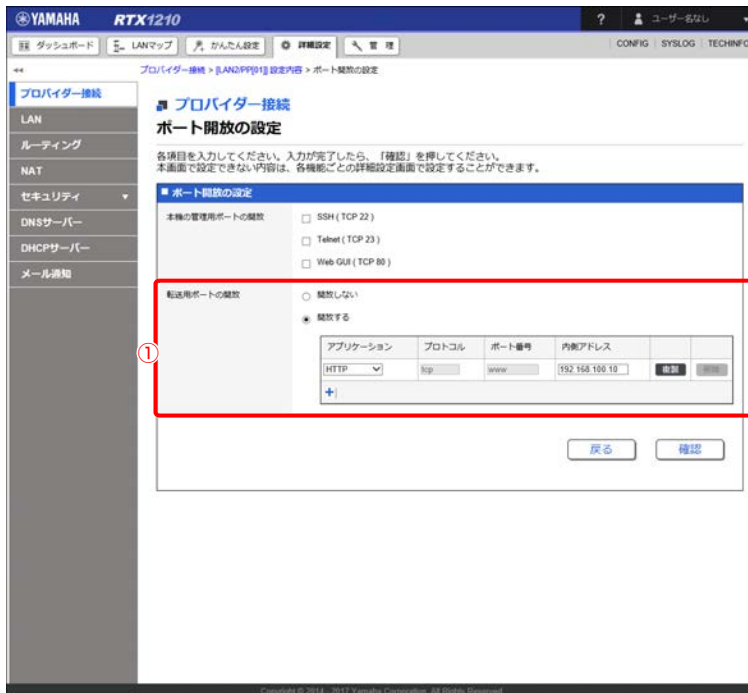 YAMAHA RTX1210 ? ユーザー名なし
ダッシュボード LANマップ かんたん設定 詳細設定 管理 CONFIG SYSLOG TECHINFO
プロバイダー接続 > [LAN2/PP[01]] 設定内容 > ポート開放の設定
プロバイダー接続
LAN
ルーティング
NAT
セキュリティ
DNSサーバー
DHCPサーバー
メール通知
プロバイダー接続
ポート開放の設定
各項目を入力してください。入力が完了したら、「確認」を押してください。
本画面で設定できない内容は、各機能ごとの詳細設定画面で設定することができます。
ポート開放の設定
本機の管理用ポートの開放
SSH ( TCP 22 )
Telnet ( TCP 23 )
Web GUI ( TCP 80 )
①
転送用ポートの開放
開放しない
開放する
アプリケーション プロトコル ポート番号 内側アドレス
HTTP tcp www 192.168.100.10 複製 削除
+
戻る 確認
Copyright © 2014 - 2017 Yamaha Corporation. All Rights Reserved.